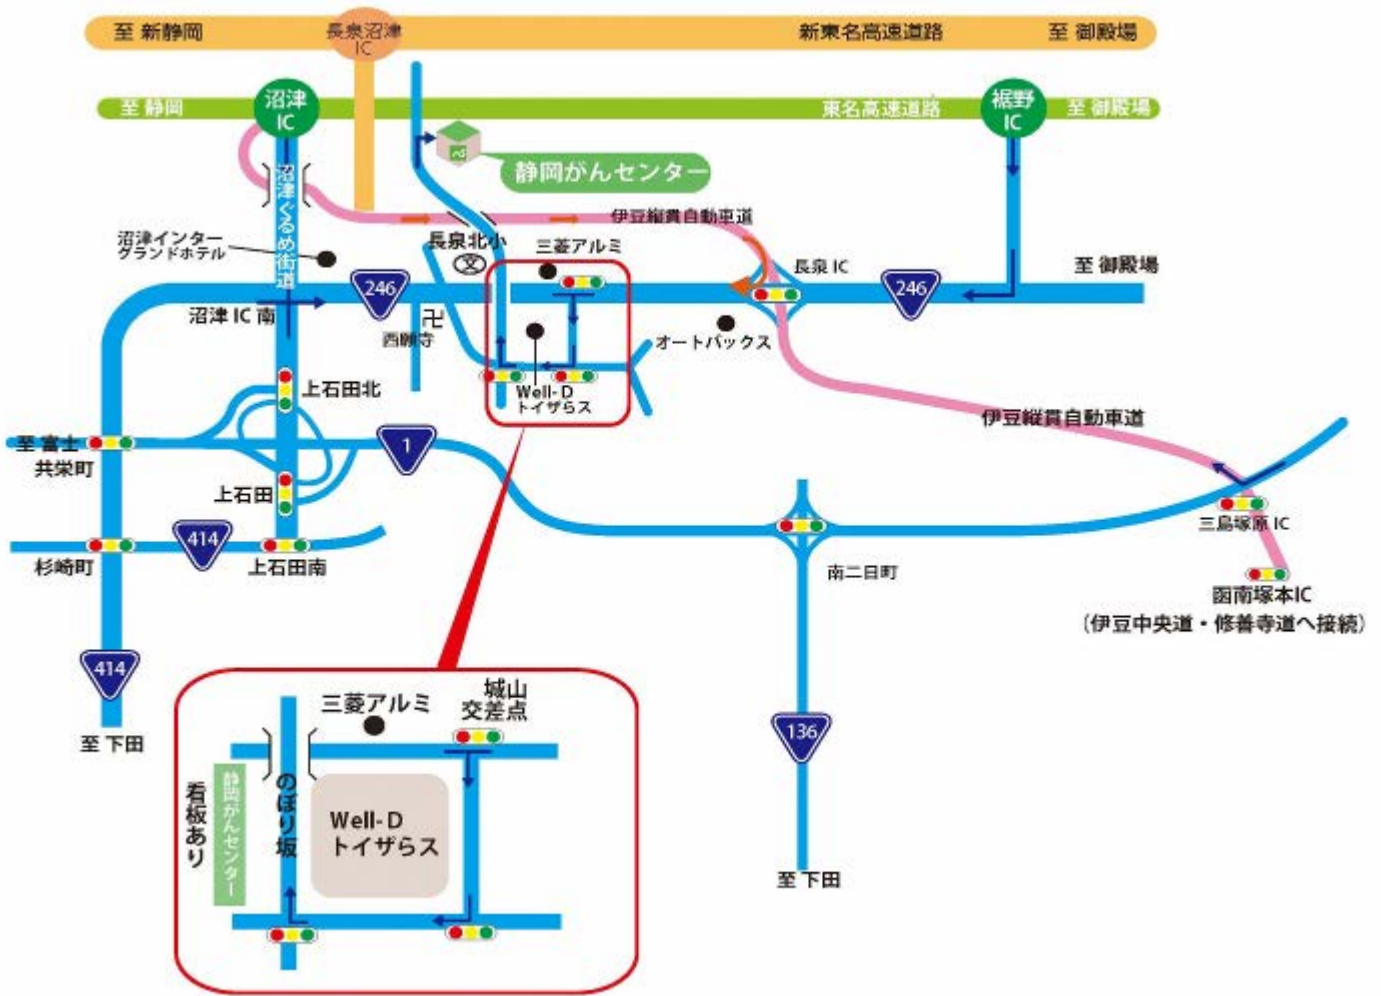 至 新静岡
長泉沼津
IC
新東名高速道路
至 御殿場
至 静岡
沼津
IC
東名高速道路
裾野
IC
至 御殿場
静岡がんセンター
沼津ぐるめ街道
伊豆縦貫自動車道
沼津インター
グランドホテル
長泉北小
文
三菱アルミ
長泉 IC
至 御殿場
246
246
沼津 IC 南
卍
西願寺
オートバックス
Well-D
トイザらス
上石田北
伊豆縦貫自動車道
至 富士
共栄町
1
上石田
414
杉崎町
上石田南
三島塚原 IC
南二日町
函南塚本IC
（伊豆中央道・修善寺道へ接続）
414
至 下田
136
至 下田
城山
交差点
三菱アルミ
看板あり
静岡がんセンター
のぼり坂
Well-D
トイザらス